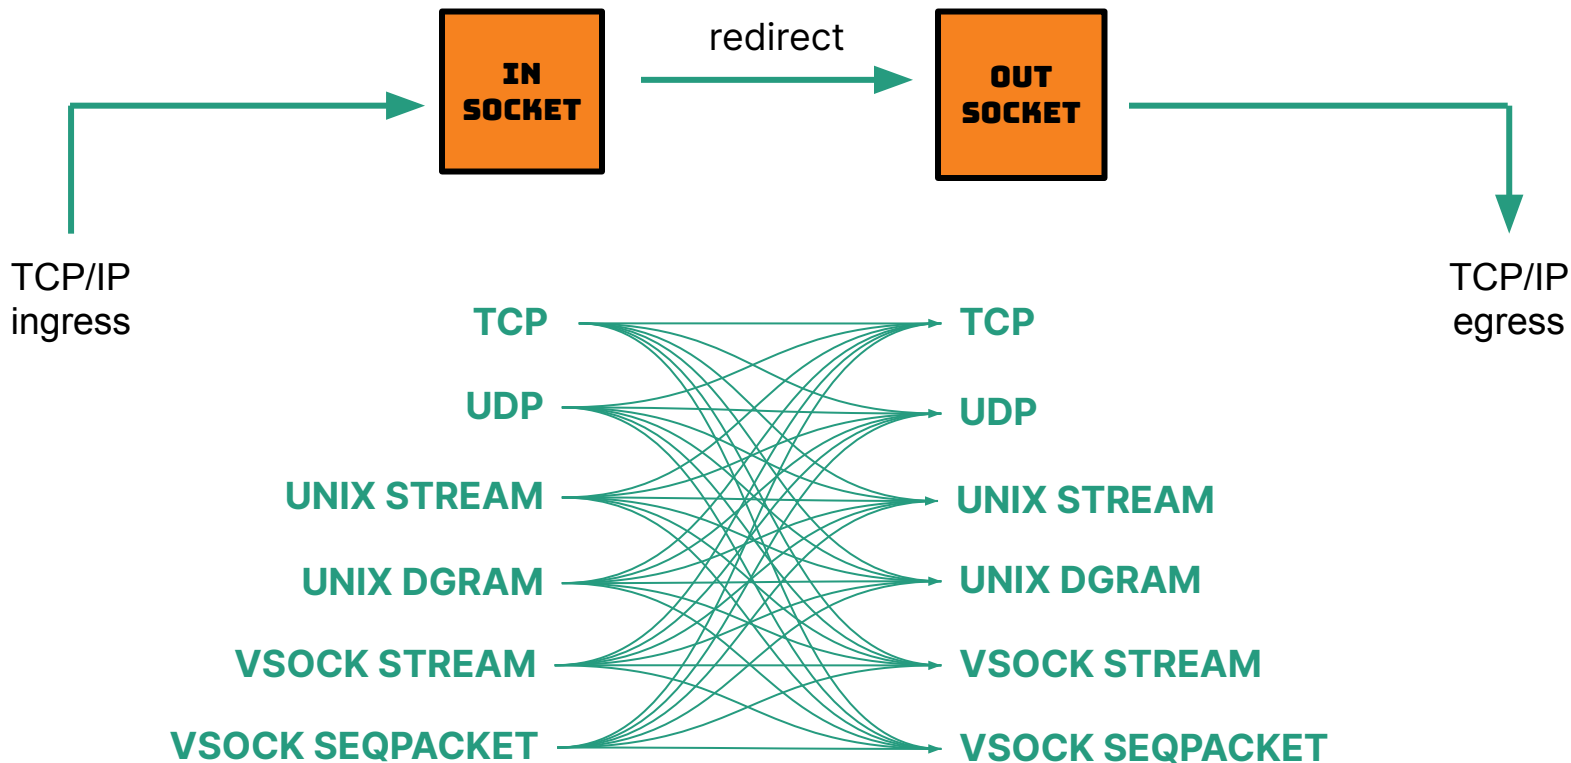 redirect
IN
SOCKET
OUT
SOCKET
TCP/IP
ingress
TCP/IP
egress
TCP
TCP
UDP
UDP
UNIX STREAM
UNIX STREAM
UNIX DGRAM
UNIX DGRAM
VSOCK STREAM
VSOCK STREAM
VSOCK SEQPACKET
VSOCK SEQPACKET